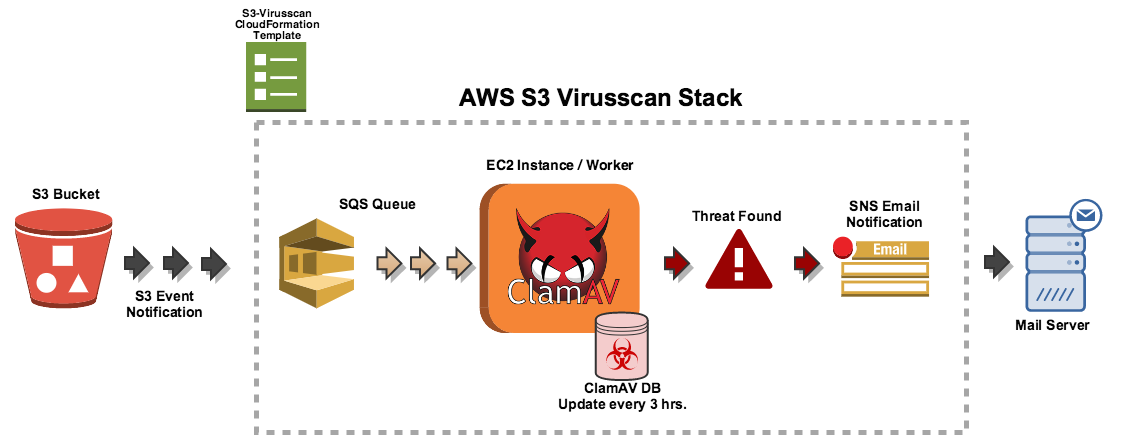 S3-Virusscan
CloudFormation
Template
AWS S3 Virusscan Stack
S3 Bucket
S3 Event
Notification
SQS Queue
EC2 Instance / Worker
ClamAV
ClamAV DB
Update every 3 hrs.
Threat Found
SNS Email
Notification
Email
Mail Server